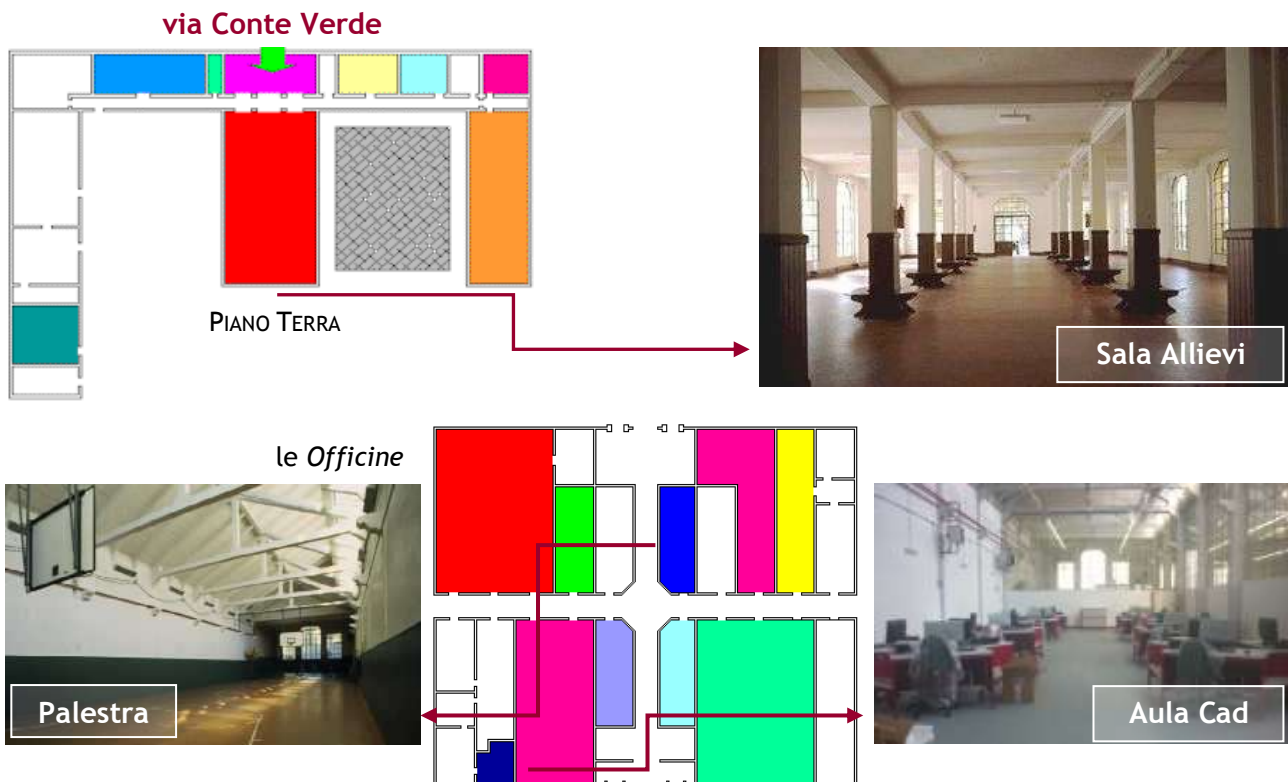 via Conte Verde
PIANO TERRA
Sala Allievi
le Officine
Palestra
Aula Cad